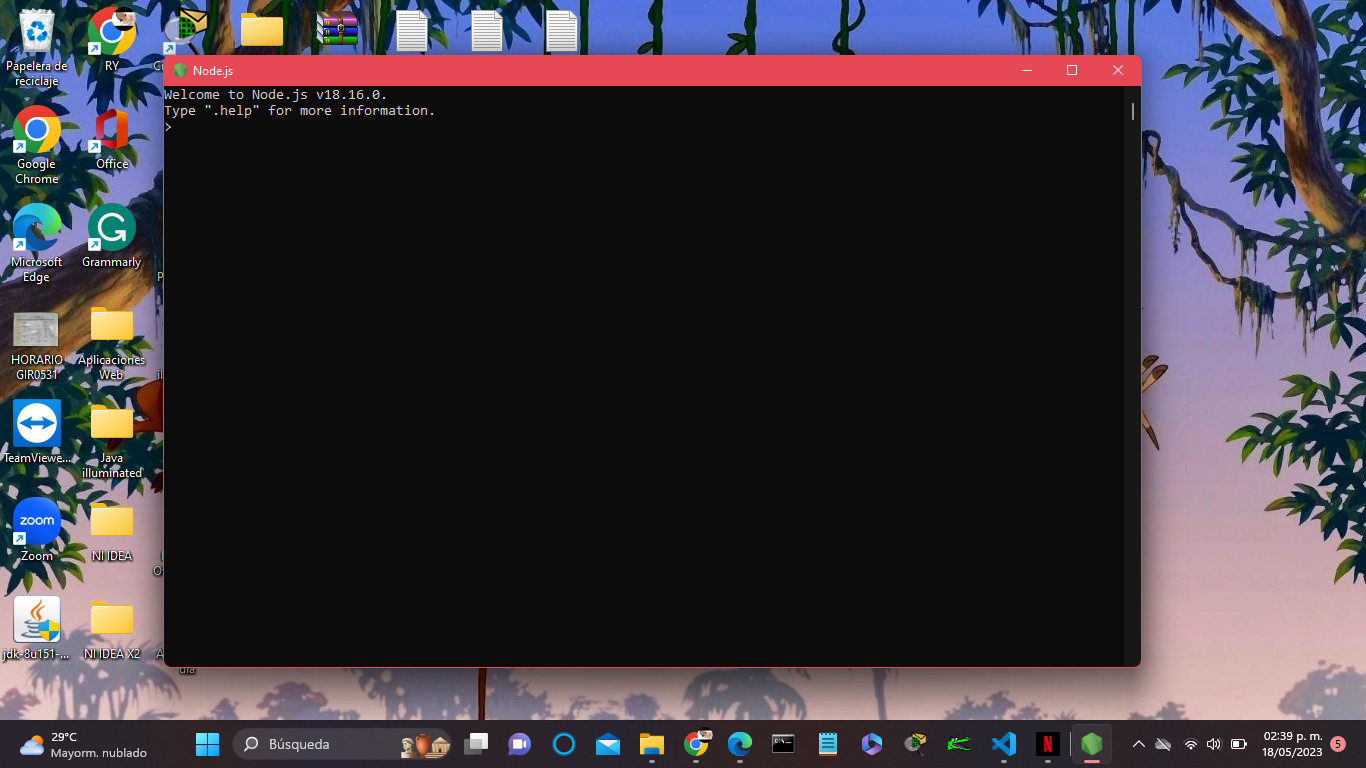 Papelera de
reciclaje
RY
Node.js
Welcome to Node.js v18.16.0.
Type ".help" for more information.
>
Google
Chrome
Office
Microsoft
Edge
Grammarly
HORARIO
GIR0531
Aplicaciones
Web
TeamViewe...
Java
illuminated
zoom
Zoom
NI IDEA
jdk-8u151-...
NI IDEA X2
dia
29°C
Mayorm. nublado
Búsqueda
02:39 p. m.
18/05/2023
5